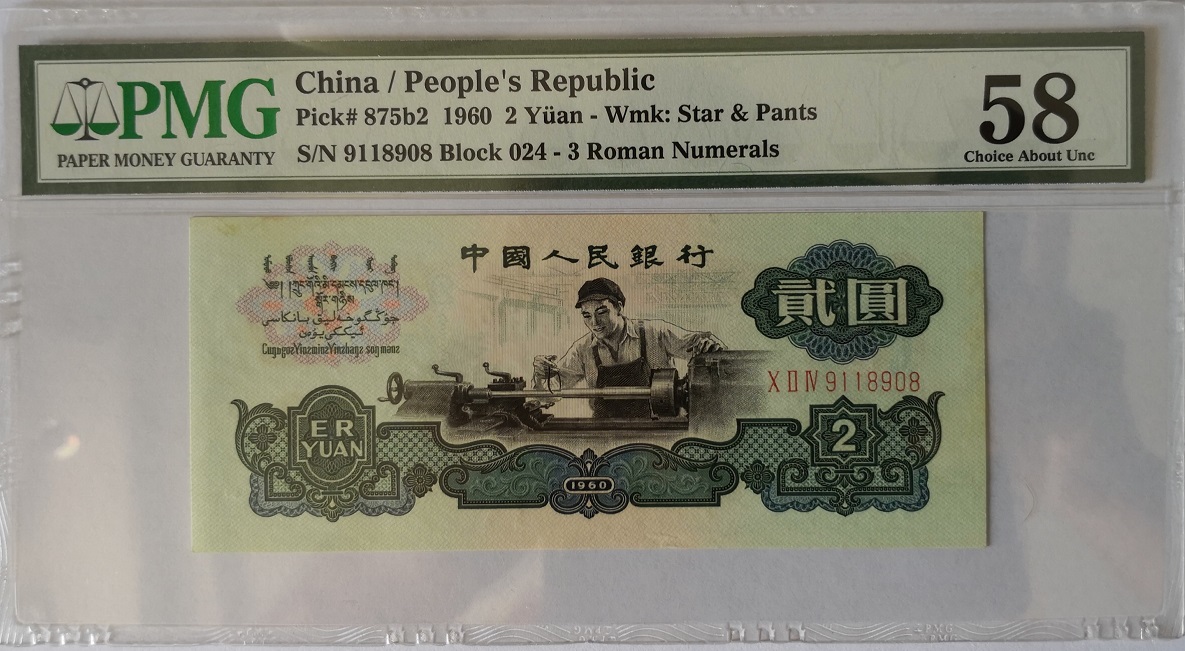 PMG
PAPER MONEY GUARANTY
China / People's Republic
Pick# 875b2 1960 2 Yüan - Wmk: Star & Pants
S/N 9118908 Block 024 - 3 Roman Numerals
58
Choice About Unc
中國人民銀行
貳圓
X II IV 9118908
ER
YUAN
2
1960